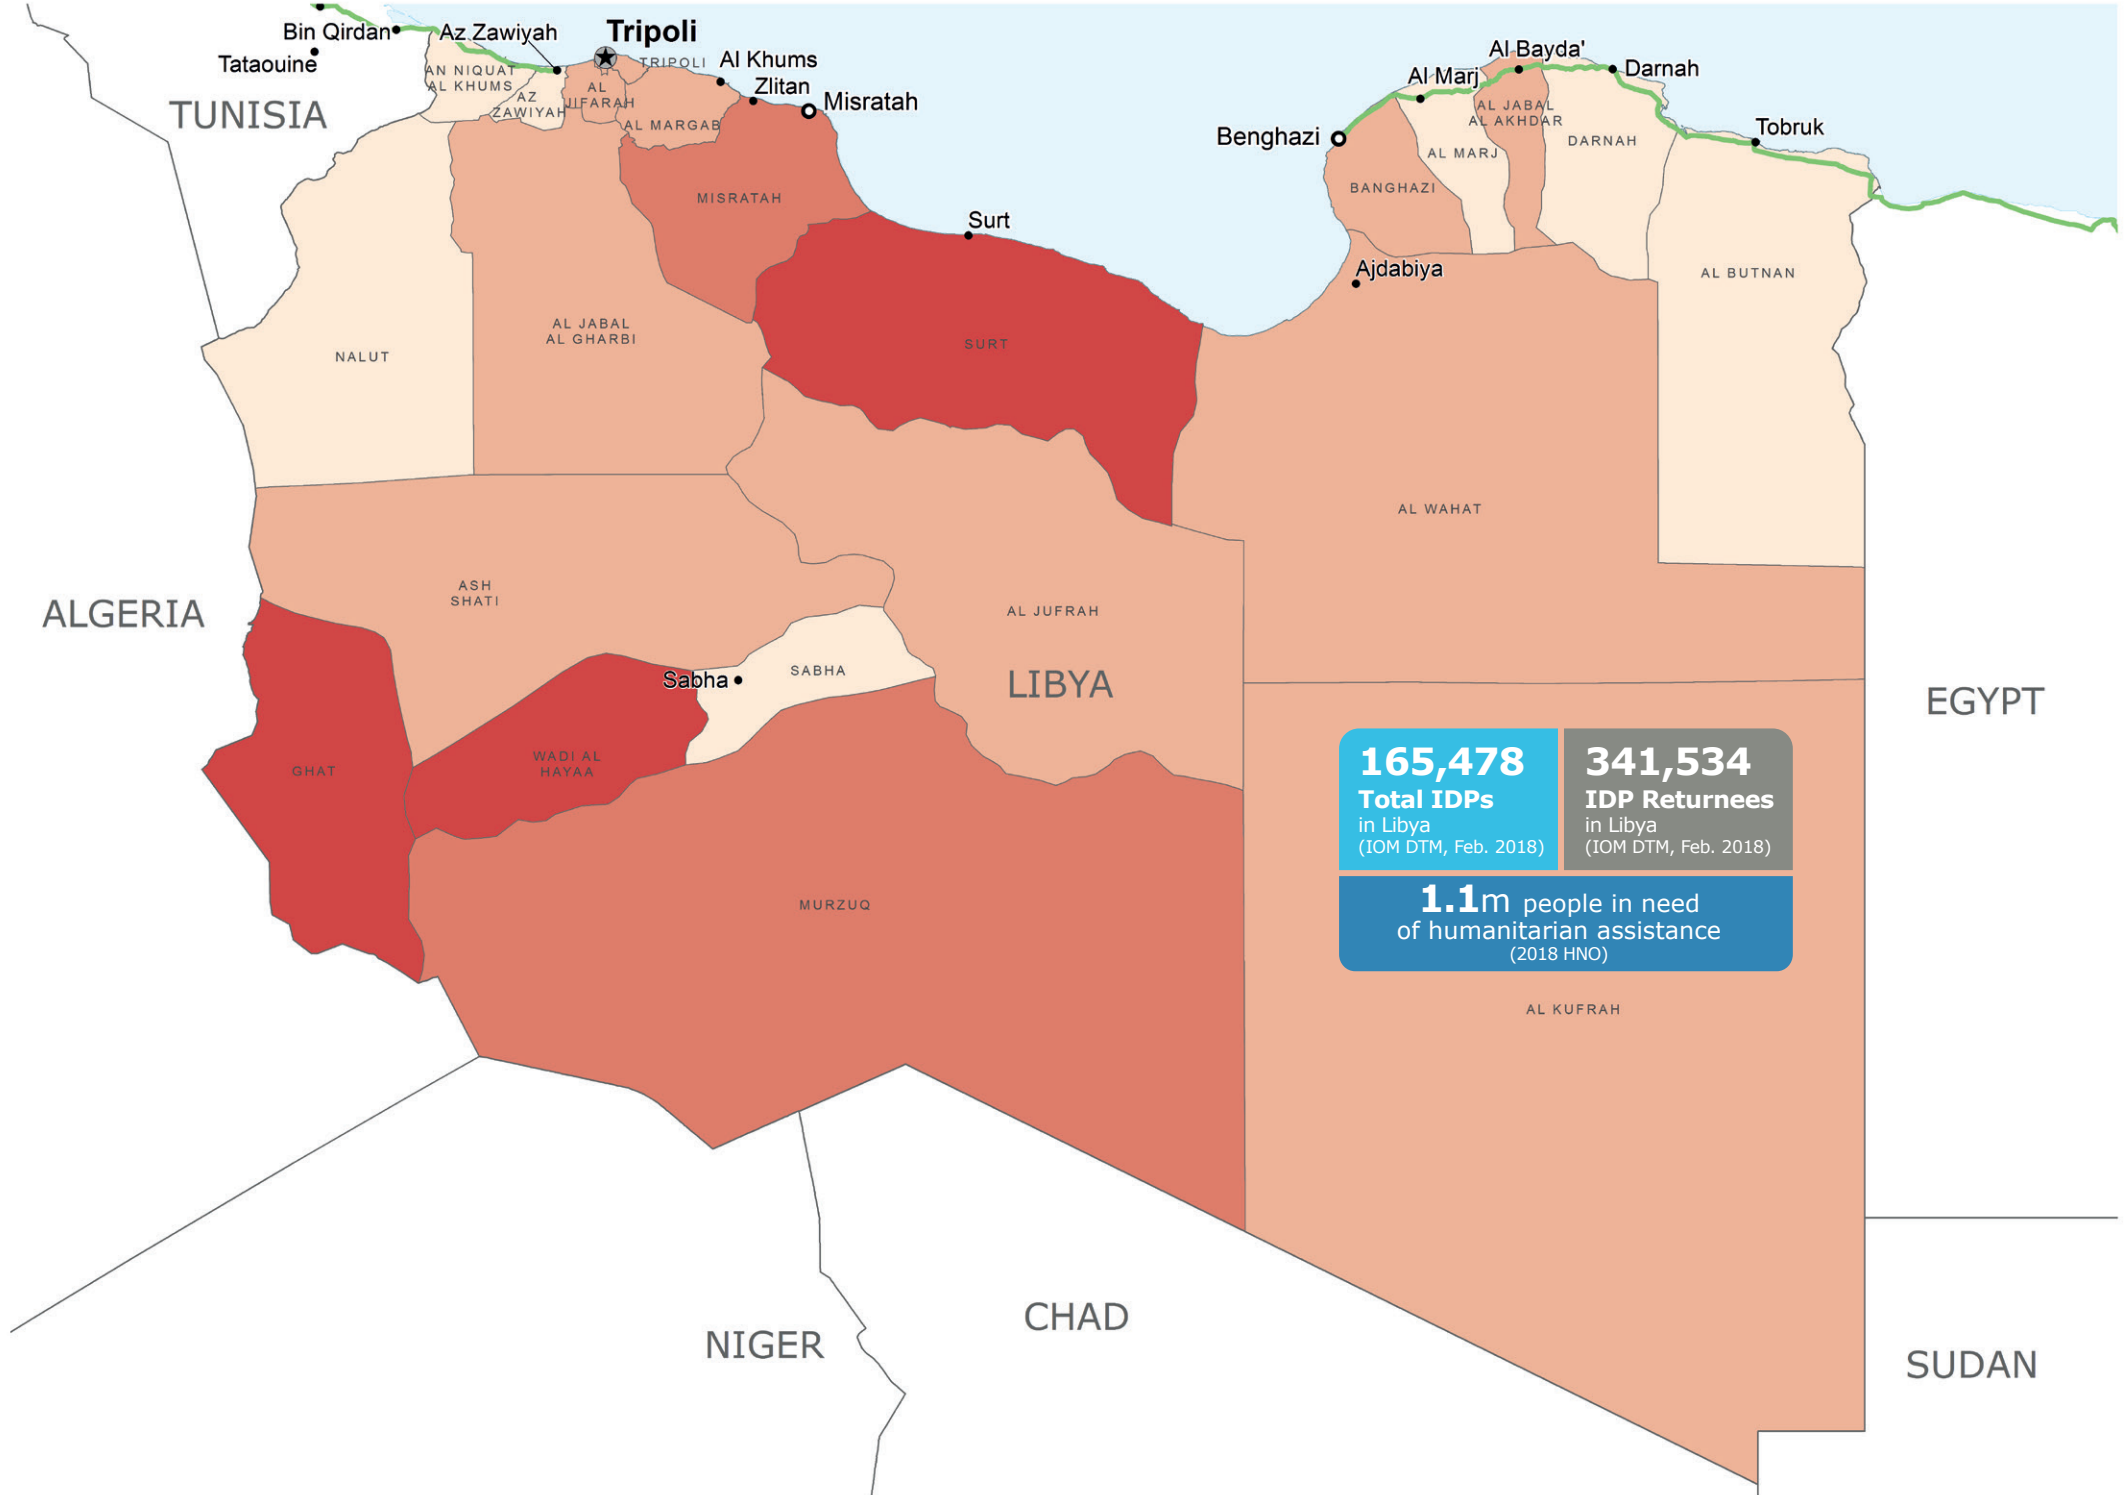 Bin Qirdan
Az Zawiyah
Tripoli
Tataouine
TUNISIA
AN NIQUAT
AL KHUMS
AZ
ZAWIYAH
AL
JIFARAH
TRIPOLI
Al Khums
Zlitan
Misratah
AL MARGAB
MISRATAH
Surt
Benghazi
Al Marj
Al Bayda'
Darnah
Tobruk
AL JABAL
AL AKHDAR
DARNAH
AL MARJ
BANGHAZI
Ajdabiya
AL BUTNAN
NALUT
AL JABAL
AL GHARBI
SURT
AL WAHAT
ALGERIA
ASH
SHATI
AL JUFRAH
LIBYA
Sabha
SABHA
EGYPT
GHAT
WADI AL
HAYAA
MURZUQ
165,478
Total IDPs
in Libya
(IOM DTM, Feb. 2018)
341,534
IDP Returnees
in Libya
(IOM DTM, Feb. 2018)
1.1m people in need
of humanitarian assistance
(2018 HNO)
AL KUFRAH
NIGER
CHAD
SUDAN